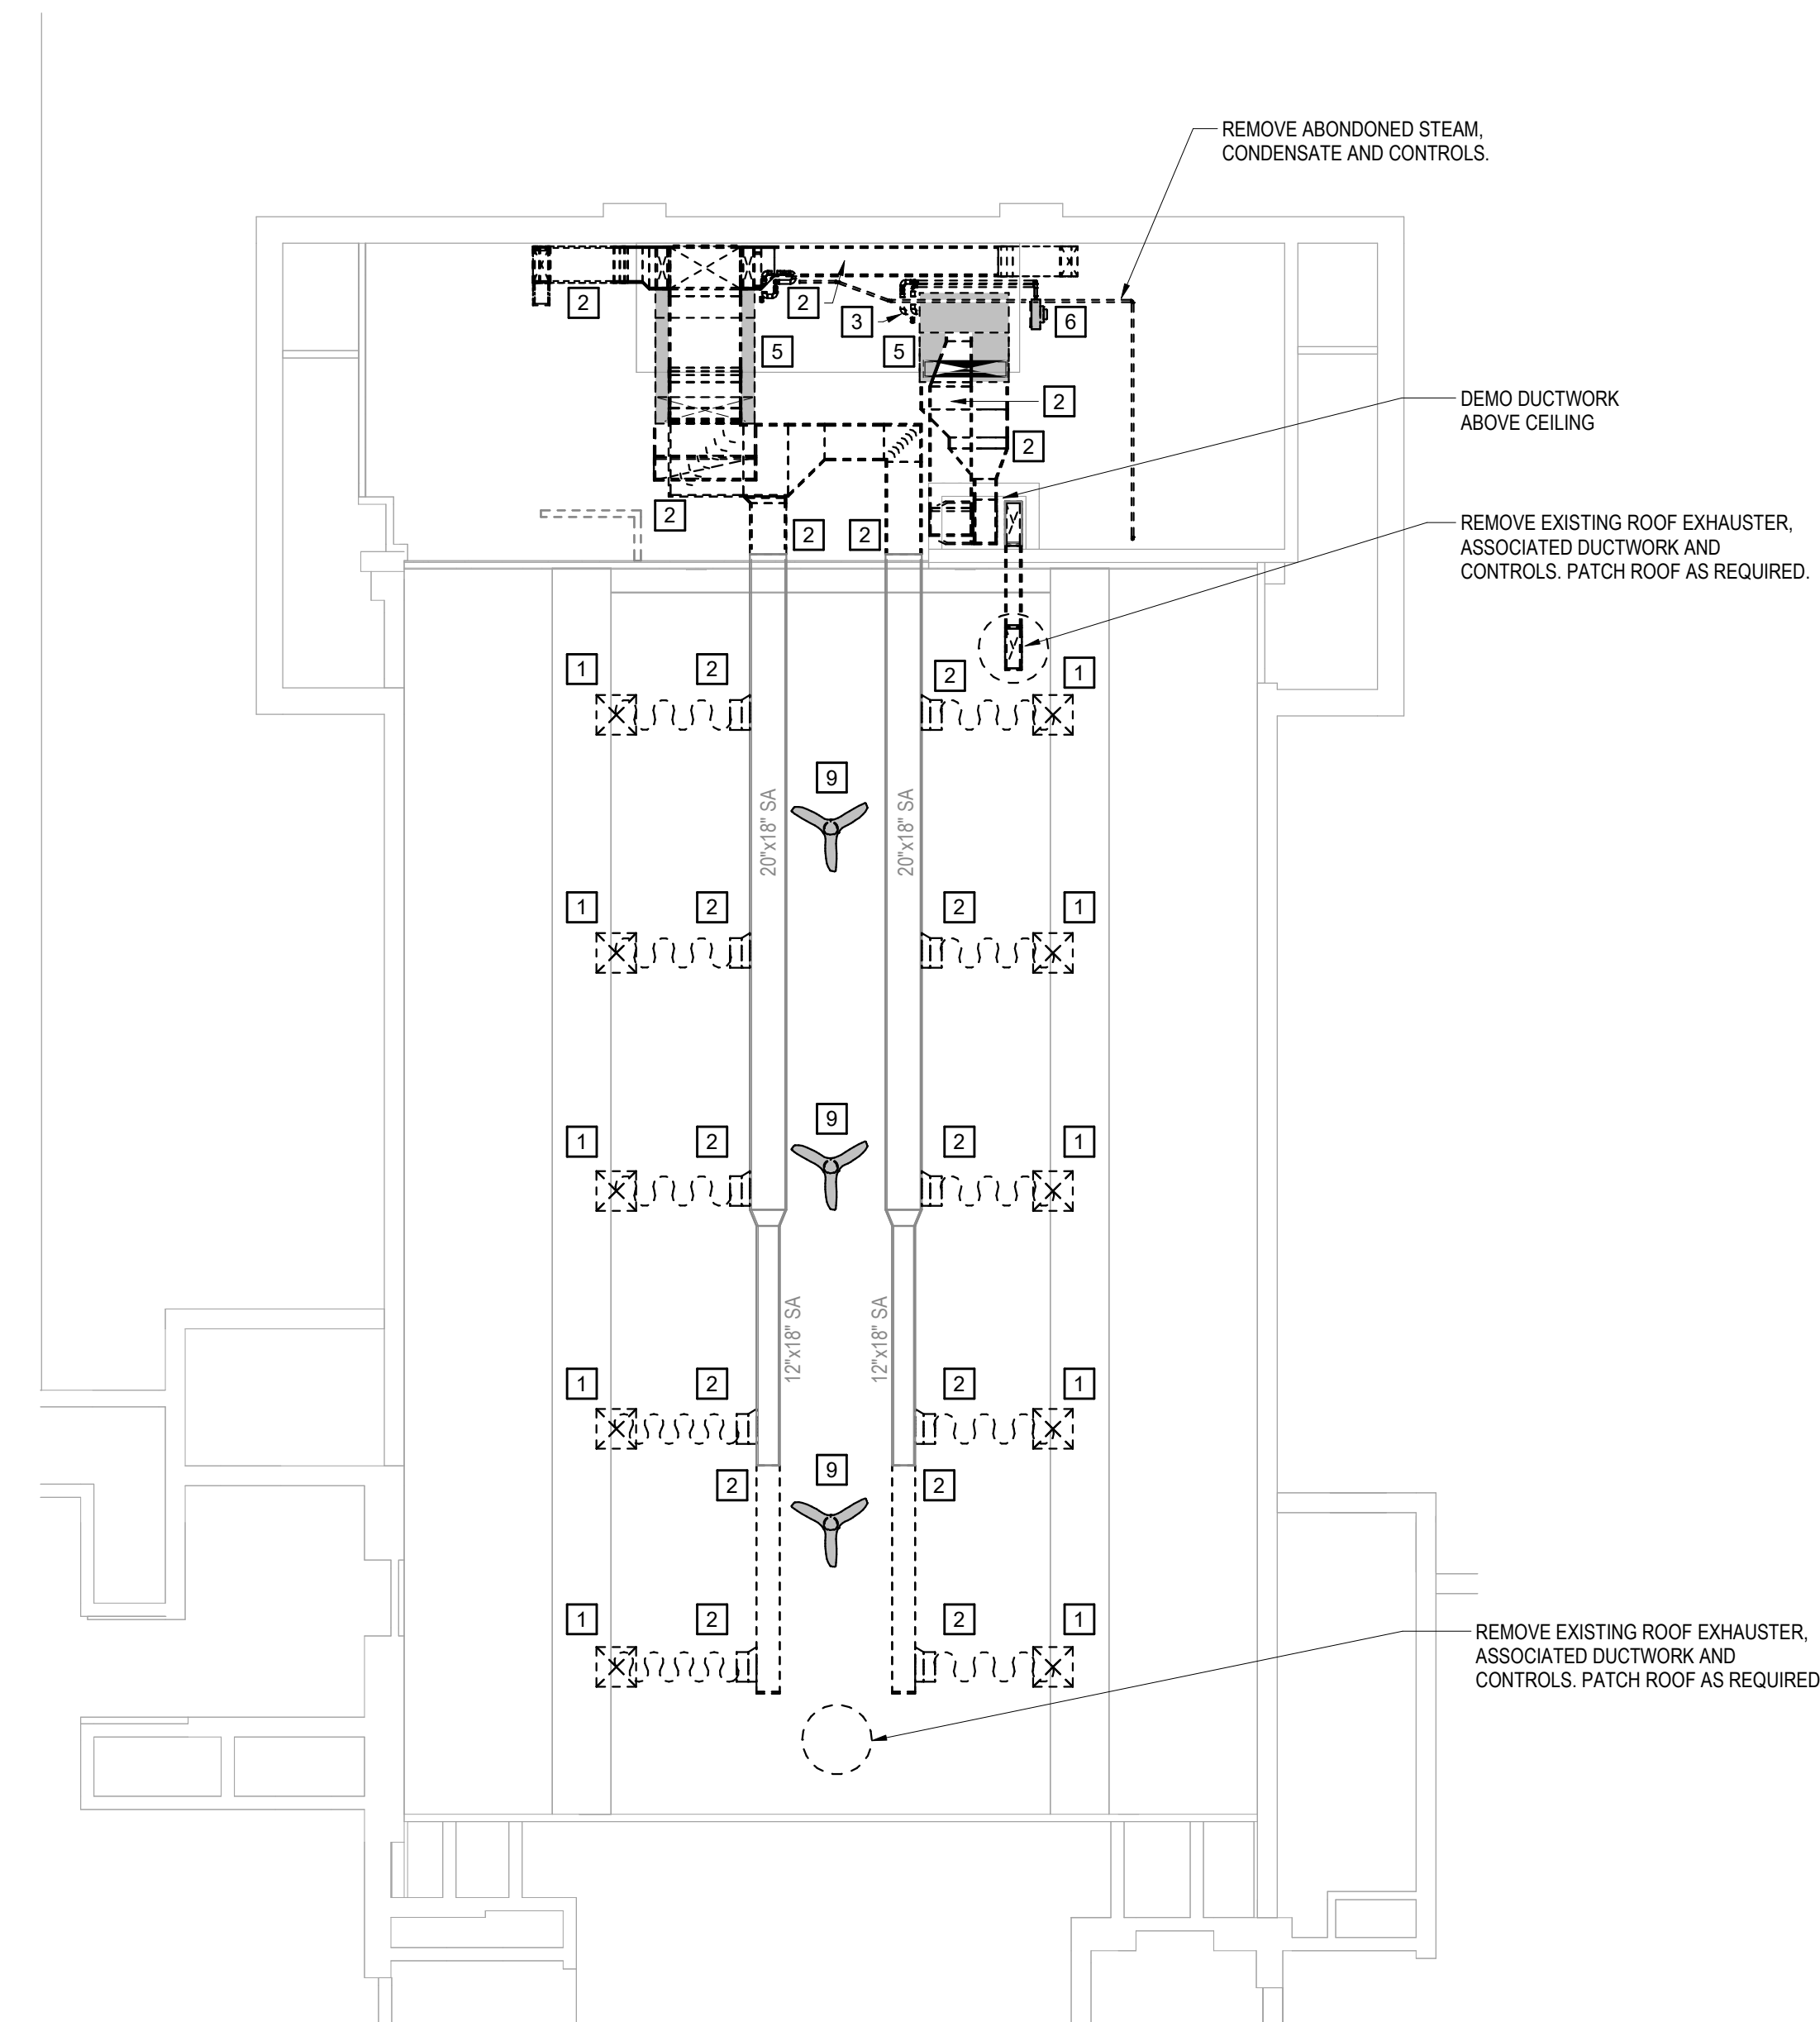 REMOVE ABONDONED STEAM,
CONDENSATE AND CONTROLS.
2
2
3
6
5
5
2
DEMO DUCTWORK
ABOVE CEILING
2
2
2
2
REMOVE EXISTING ROOF EXHAUSTER,
ASSOCIATED DUCTWORK AND
CONTROLS. PATCH ROOF AS REQUIRED.
1
2
2
1
9
20"x18" SA
20"x18" SA
1
2
2
1
1
2
9
2
1
12"x18" SA
12"x18" SA
1
2
2
1
2
9
2
1
2
2
1
REMOVE EXISTING ROOF EXHAUSTER,
ASSOCIATED DUCTWORK AND
CONTROLS. PATCH ROOF AS REQUIRED